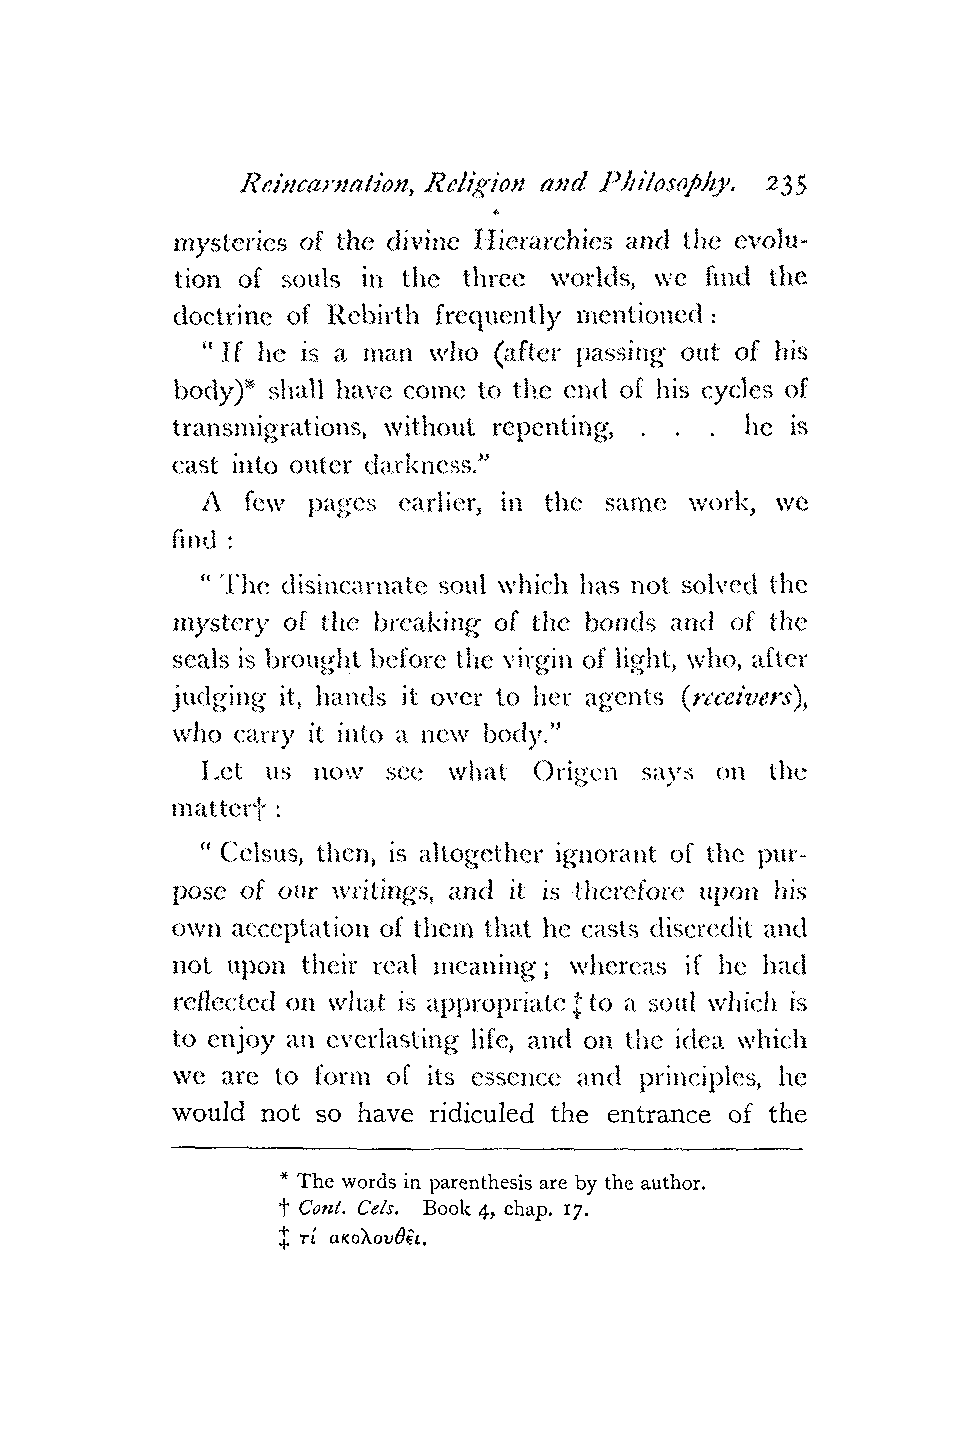 Reincarnation, Religion and Philosophy. 235
mysteries of the divine Hierarchies and the evolu-
tion of souls in the three worlds, we find the
doctrine of Rebirth frequently mentioned :
" If he is a man who (after passing out of his
body)* shall have come to the end of his cycles of
transmigrations, without repenting, . . . he is
cast into outer darkness."
A few pages earlier, in the same work, we
find :
" The disincarnate soul which has not solved the
mystery of the breaking of the bonds and of the
seals is brought before the virgin of light, who, after
judging it, hands it over to her agents (receivers),
who carry it into a new body."
Let us now see what Origen says on the
matter† :
" Celsus, then, is altogether ignorant of the pur-
pose of our writings, and it is therefore upon his
own acceptation of them that he casts discredit and
not upon their real meaning ; whereas if he had
reflected on what is appropriate ‡ to a soul which is
to enjoy an everlasting life, and on the idea which
we are to form of its essence and principles, he
would not so have ridiculed the entrance of the
* The words in parenthesis are by the author.
† Cont. Cels. Book 4, chap. 17.
‡ τί ακολουθεῖ.